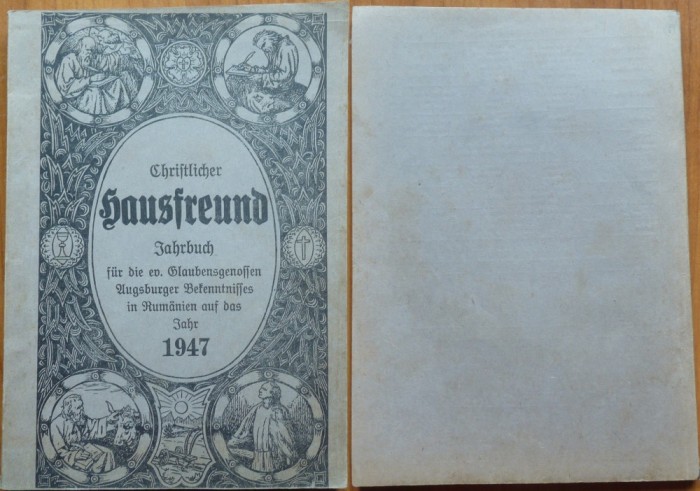 Christlicher
Hausfreund
Jahrbuch
für die ev. Glaubensgenossen
Augsburger Bekenntnisses
in Rumänien auf das
Jahr
1947